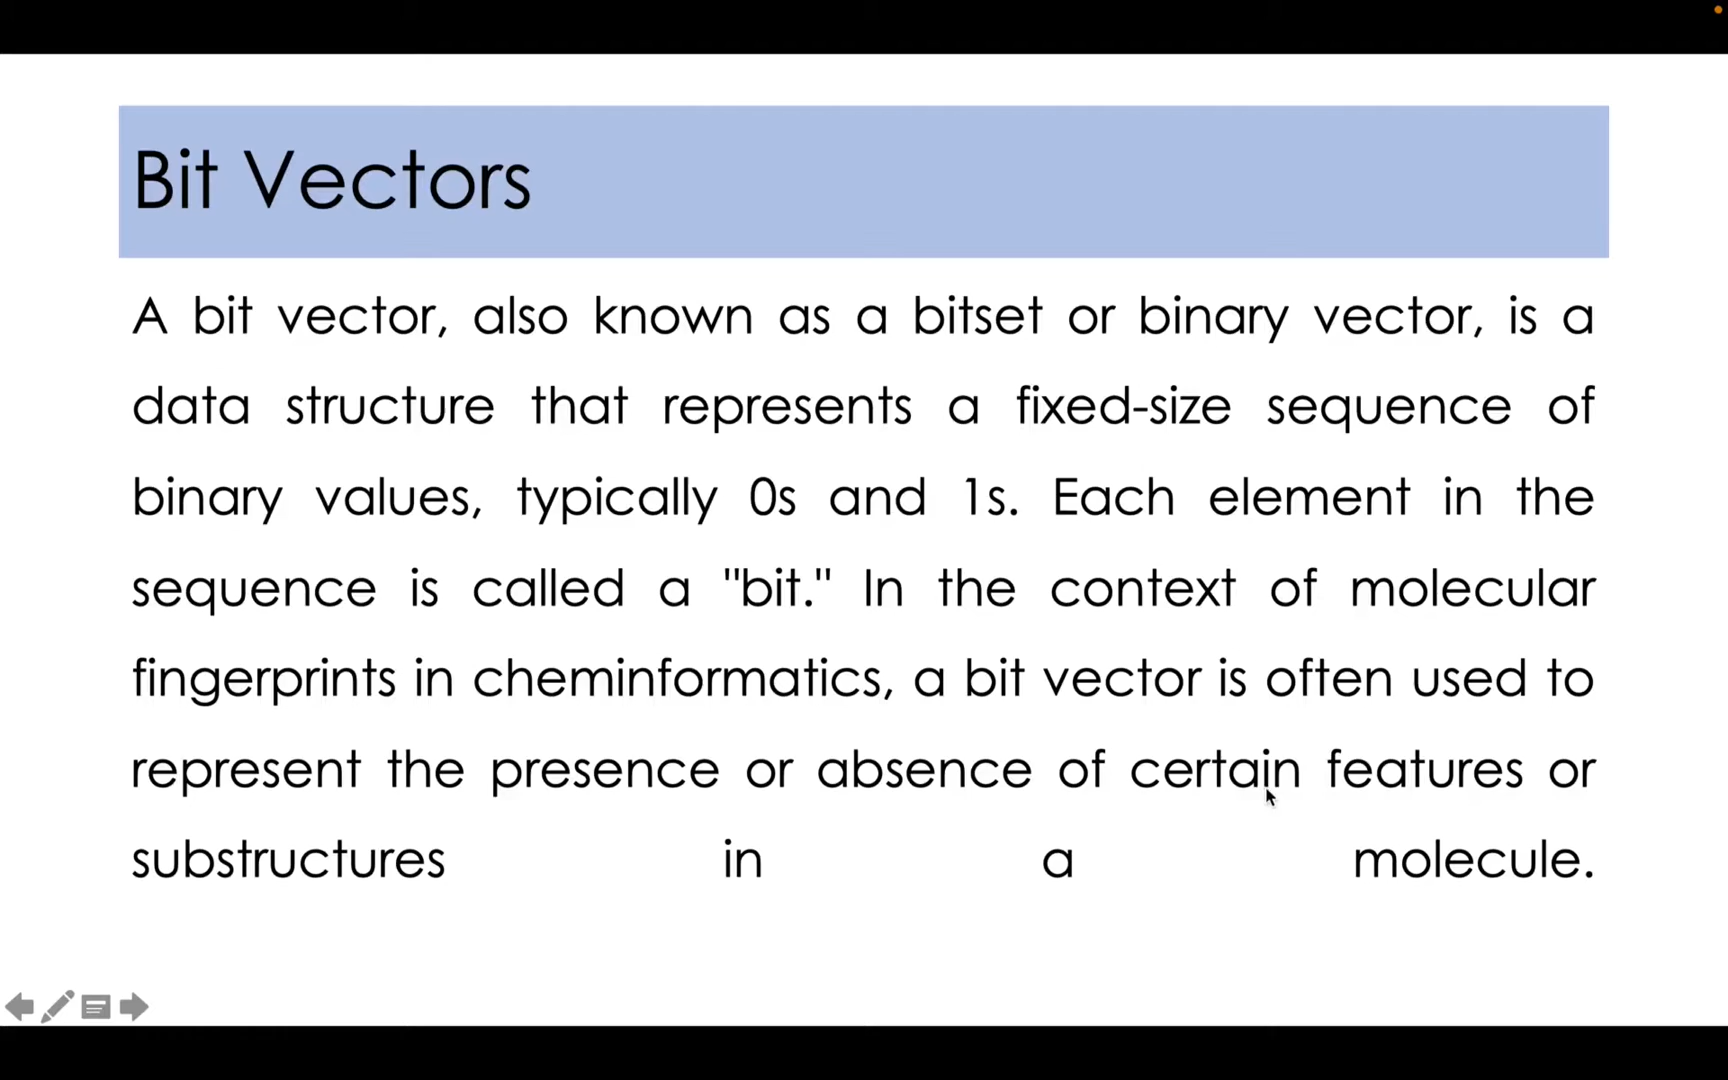 Bit Vectors
A bit vector, also known as a bitset or binary vector, is a
data structure that represents a fixed-size sequence of
binary values, typically 0s and 1s. Each element in the
sequence is called a "bit." In the context of molecular
fingerprints in cheminformatics, a bit vector is often used to
represent the presence or absence of certain features or
substructures in a molecule.